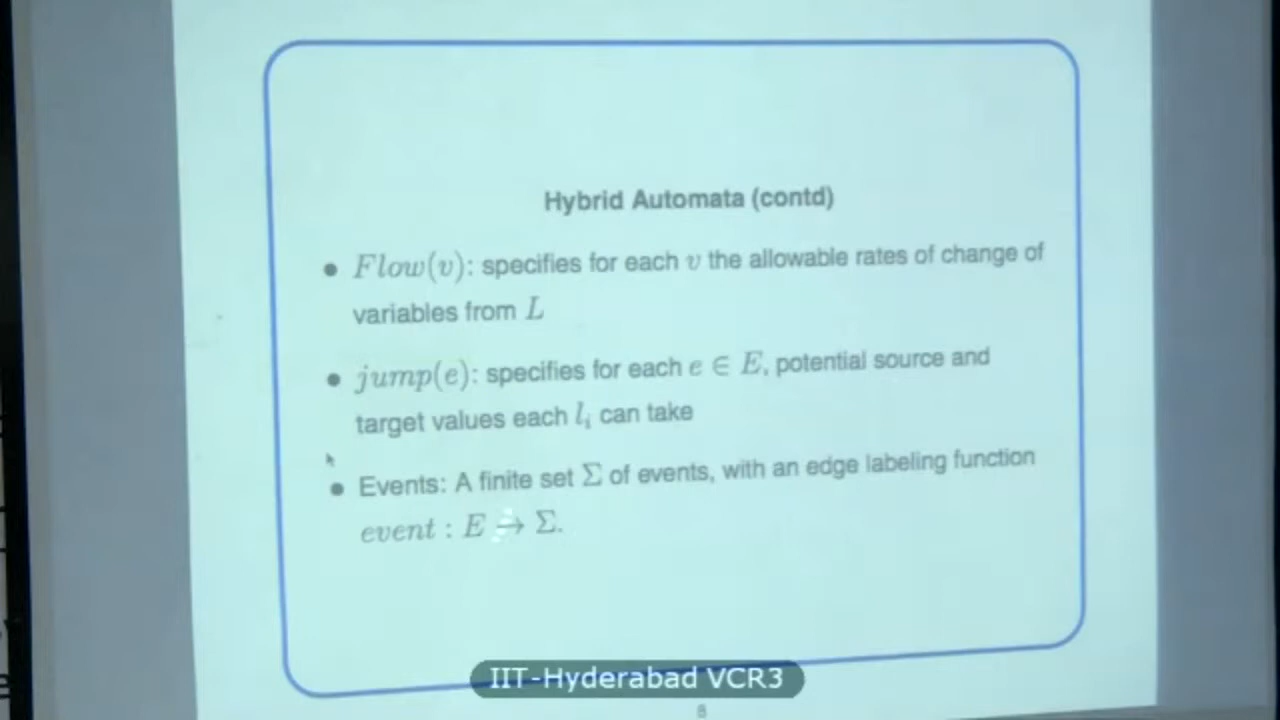 Hybrid Automata (contd)
• Flow(v): specifies for each v the allowable rates of change of
variables from L
• jump(e): specifies for each e ∈ E, potential source and
target values each l_i can take
• Events: A finite set Σ of events, with an edge labeling function
event : E → Σ.
IIT-Hyderabad VCR3
8